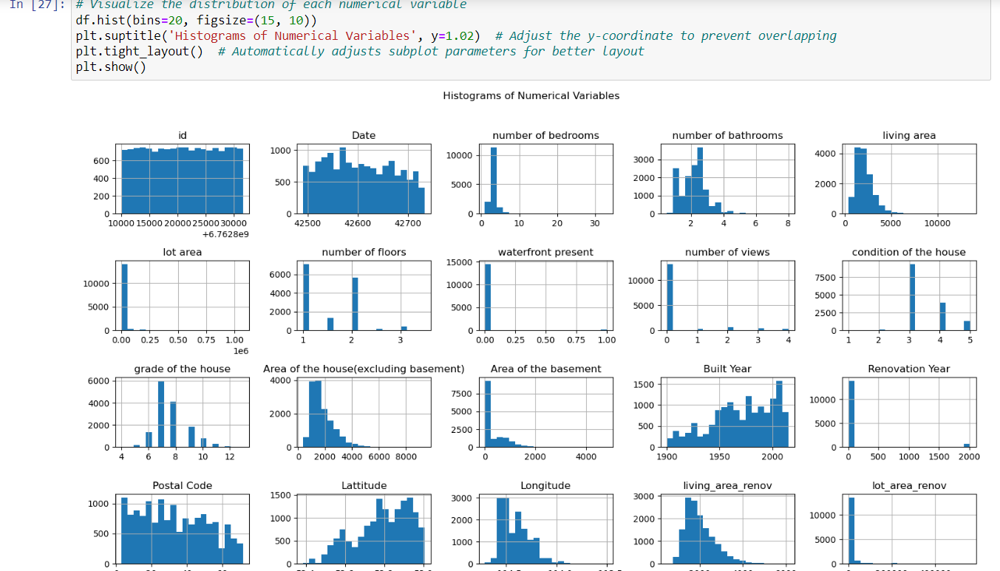 In [27]: # Visualize the distribution of each numerical variable
df.hist(bins=20, figsize=(15, 10))
plt.suptitle('Histograms of Numerical Variables', y=1.02)  # Adjust the y-coordinate to prevent overlapping
plt.tight_layout()  # Automatically adjusts subplot parameters for better layout
plt.show()
Histograms of Numerical Variables
id
600
400
200
0
10000 15000 20000 25000 30000
+6.7628e9
Date
1000
500
0
42500 42600 42700
number of bedrooms
10000
5000
0
0 10 20 30
number of bathrooms
3000
2000
1000
0
2 4 6 8
living area
4000
2000
0
0 5000 10000
lot area
10000
5000
0
0.00 0.25 0.50 0.75 1.00
1e6
number of floors
6000
4000
2000
0
1 2 3
waterfront present
15000
10000
5000
0
0.00 0.25 0.50 0.75 1.00
number of views
10000
5000
0
0 1 2 3 4
condition of the house
7500
5000
2500
0
1 2 3 4 5
grade of the house
6000
4000
2000
0
4 6 8 10 12
Area of the house(excluding basement)
4000
2000
0
0 2000 4000 6000 8000
Area of the basement
7500
5000
2500
0
0 2000 4000
Built Year
1500
1000
500
0
1900 1950 2000
Renovation Year
10000
5000
0
0 500 1000 1500 2000
Postal Code
1000
500
0
Lattitude
1500
1000
500
0
Longitude
3000
2000
1000
0
living_area_renov
3000
2000
1000
0
lot_area_renov
10000
5000
0